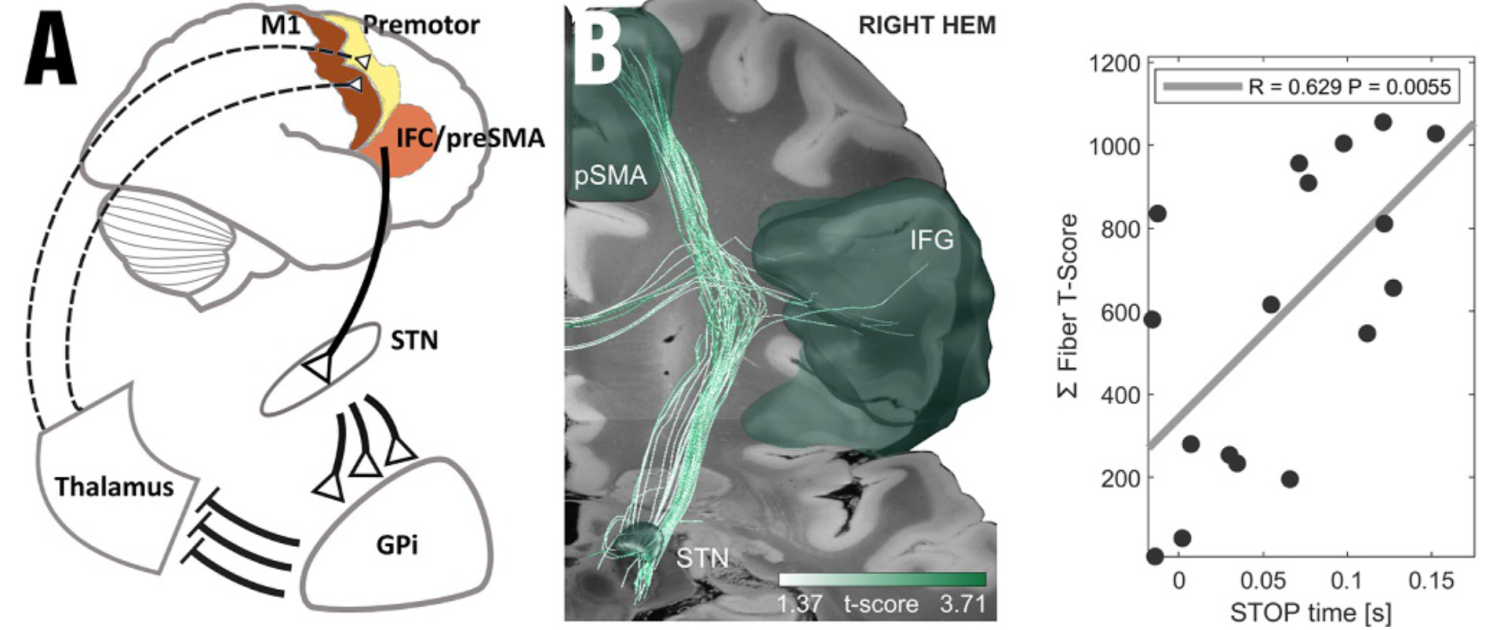 A
M1
Premotor
IFC/preSMA
STN
Thalamus
GPi
B
RIGHT HEM
pSMA
IFG
STN
1.37 t-score 3.71
R = 0.629 P = 0.0055
Σ Fiber T-Score
1200
1000
800
600
400
200
0 0.05 0.1 0.15
STOP time [s]